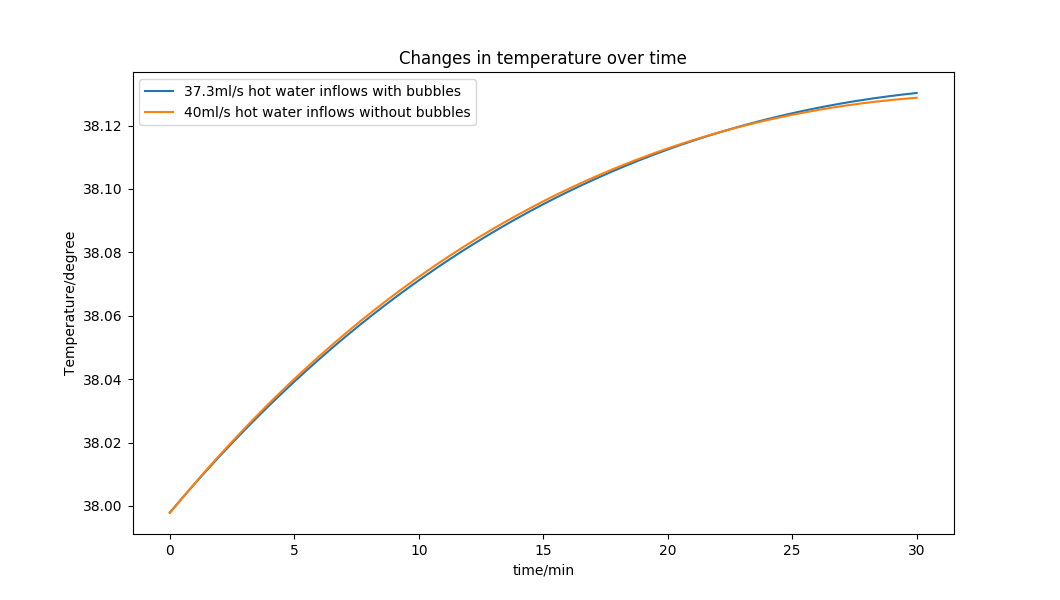 Changes in temperature over time
37.3ml/s hot water inflows with bubbles
40ml/s hot water inflows without bubbles
Temperature/degree
38.12
38.10
38.08
38.06
38.04
38.02
38.00
0 5 10 15 20 25 30
time/min